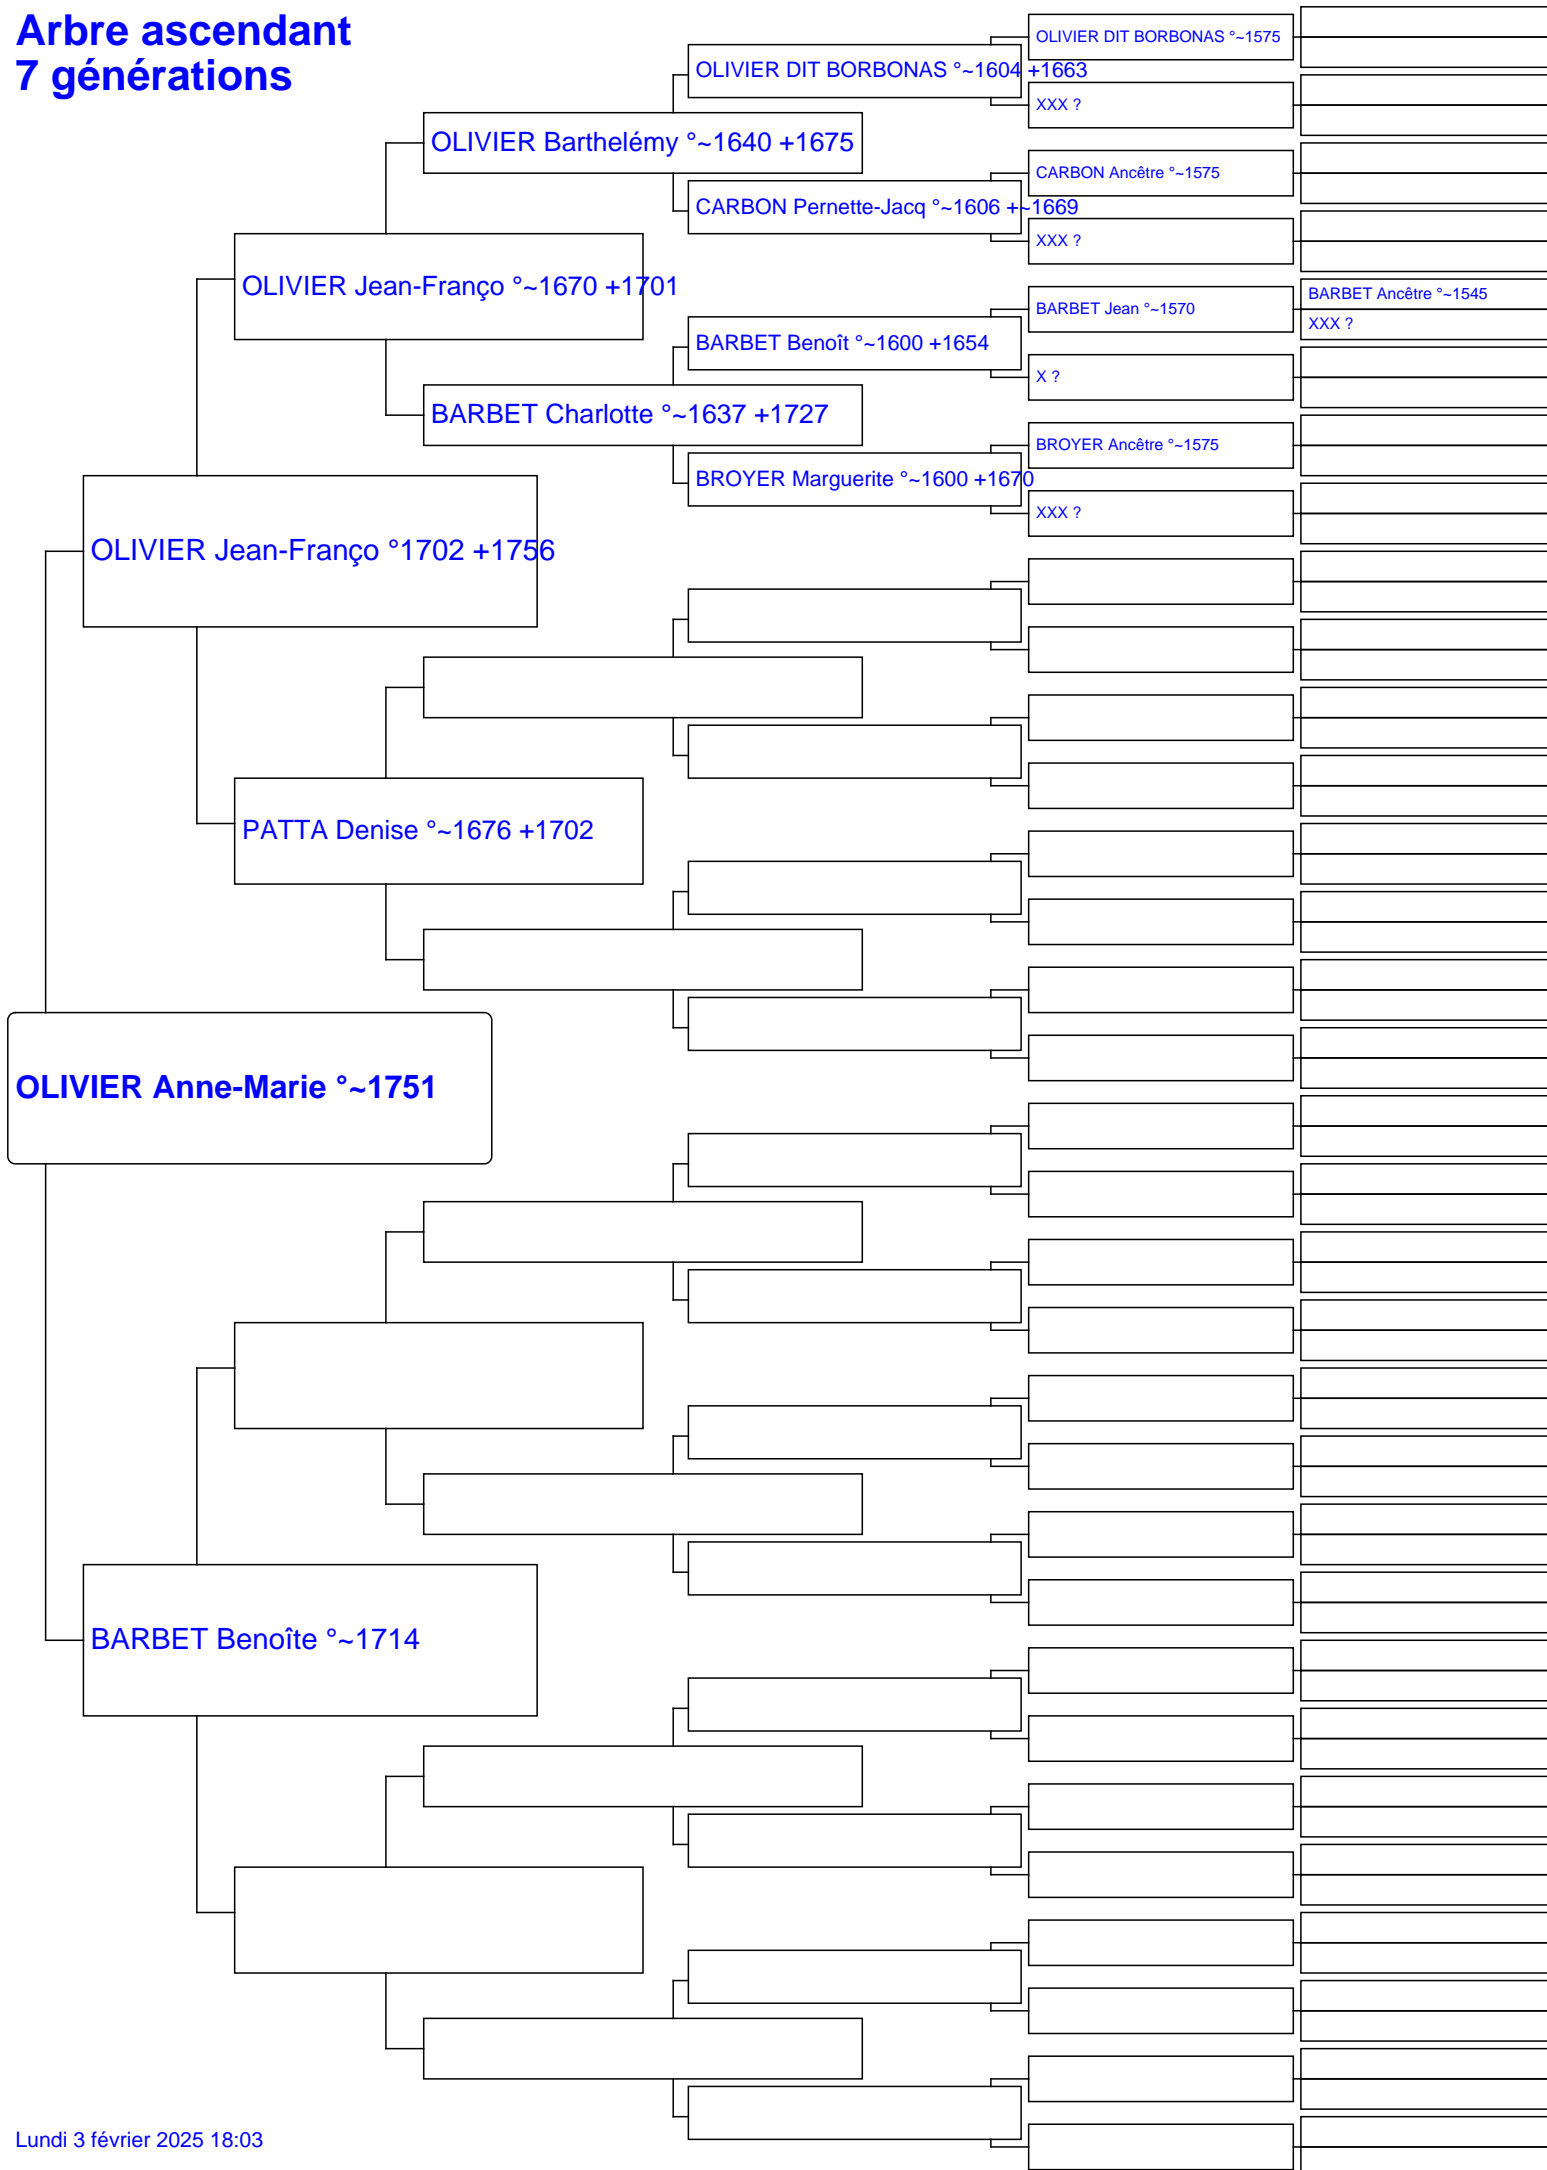 Arbre ascendant
7 générations
OLIVIER DIT BORBONAS °~1575
OLIVIER DIT BORBONAS °~1604 +1663
XXX ?
OLIVIER Barthelémy °~1640 +1675
CARBON Ancêtre °~1575
CARBON Pernette-Jacq °~1606 +~1669
XXX ?
OLIVIER Jean-Franço °~1670 +1701
BARBET Ancêtre °~1545
BARBET Jean °~1570
XXX ?
BARBET Benoît °~1600 +1654
X ?
BARBET Charlotte °~1637 +1727
BROYER Ancêtre °~1575
BROYER Marguerite °~1600 +1670
XXX ?
OLIVIER Jean-Franço °1702 +1756
PATTA Denise °~1676 +1702
OLIVIER Anne-Marie °~1751
BARBET Benoîte °~1714
Lundi 3 février 2025 18:03